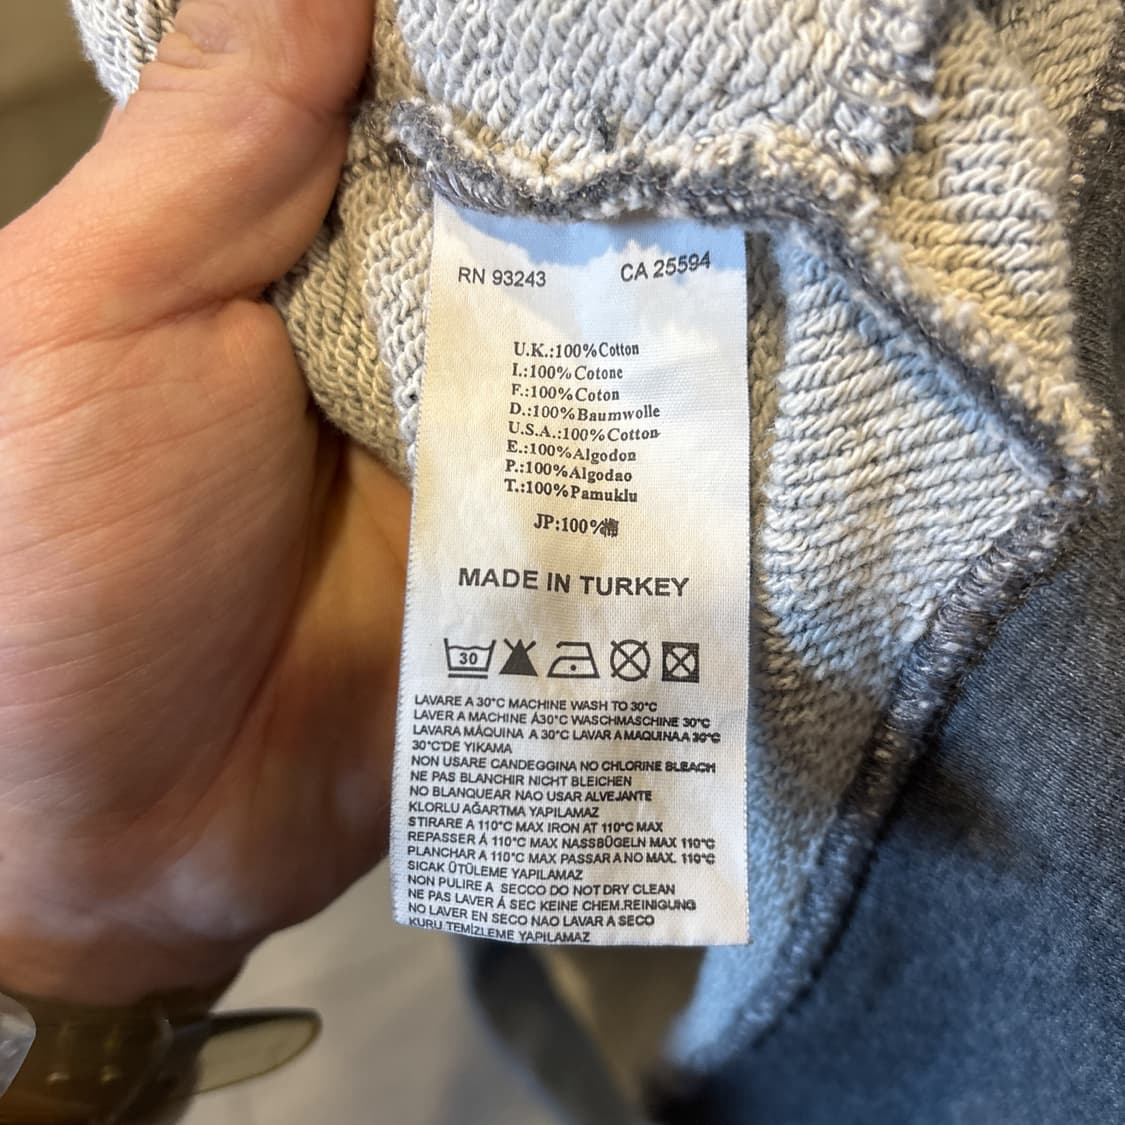 RN 93243 CA 25594
U.K.:100%Cotton
I.:100%Cotone
F.:100%Coton
D.:100%Baumwolle
U.S.A.:100%Cotton
E.:100%Algodon
P.:100%Algodao
T.:100%Pamuklu
JP:100%綿
MADE IN TURKEY
30
LAVARE A 30°C MACHINE WASH TO 30°C
LAVER A MACHINE Á30°C WASCHMASCHINE 30°C
LAVARA MÁQUINA A 30°C LAVAR A MAQUINA A 30°C
30°C'DE YIKAMA
NON USARE CANDEGGINA NO CHLORINE BLEACH
NE PAS BLANCHIR NICHT BLEICHEN
NO BLANQUEAR NAO USAR ALVEJANTE
KLORLU AĞARTMA YAPILAMAZ
STIRARE A 110°C MAX IRON AT 110°C MAX
REPASSER Á 110°C MAX NASSBÜGELN MAX 110°C
PLANCHAR A 110°C MAX PASSAR A NO MAX. 110°C
SICAK ÜTÜLEME YAPILAMAZ
NON PULIRE A SECCO DO NOT DRY CLEAN
NE PAS LAVER Á SEC KEINE CHEM.REINIGUNG
NO LAVER EN SECO NAO LAVAR A SECO
KURU TEMİZLEME YAPILAMAZ